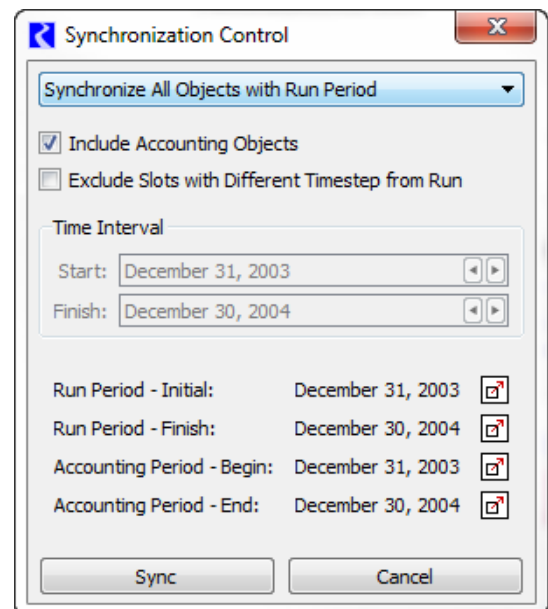 Synchronization Control
Synchronize All Objects with Run Period
Include Accounting Objects
Exclude Slots with Different Timestep from Run
Time Interval
Start: December 31, 2003
Finish: December 30, 2004
Run Period - Initial: December 31, 2003
Run Period - Finish: December 30, 2004
Accounting Period - Begin: December 31, 2003
Accounting Period - End: December 30, 2004
Sync Cancel